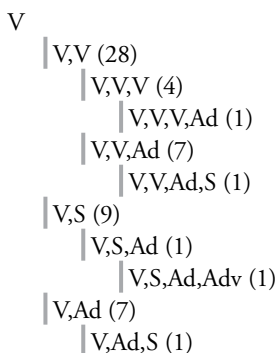 V
V,V (28)
V,V,V (4)
V,V,V,Ad (1)
V,V,Ad (7)
V,V,Ad,S (1)
V,S (9)
V,S,Ad (1)
V,S,Ad,Adv (1)
V,Ad (7)
V,Ad,S (1)